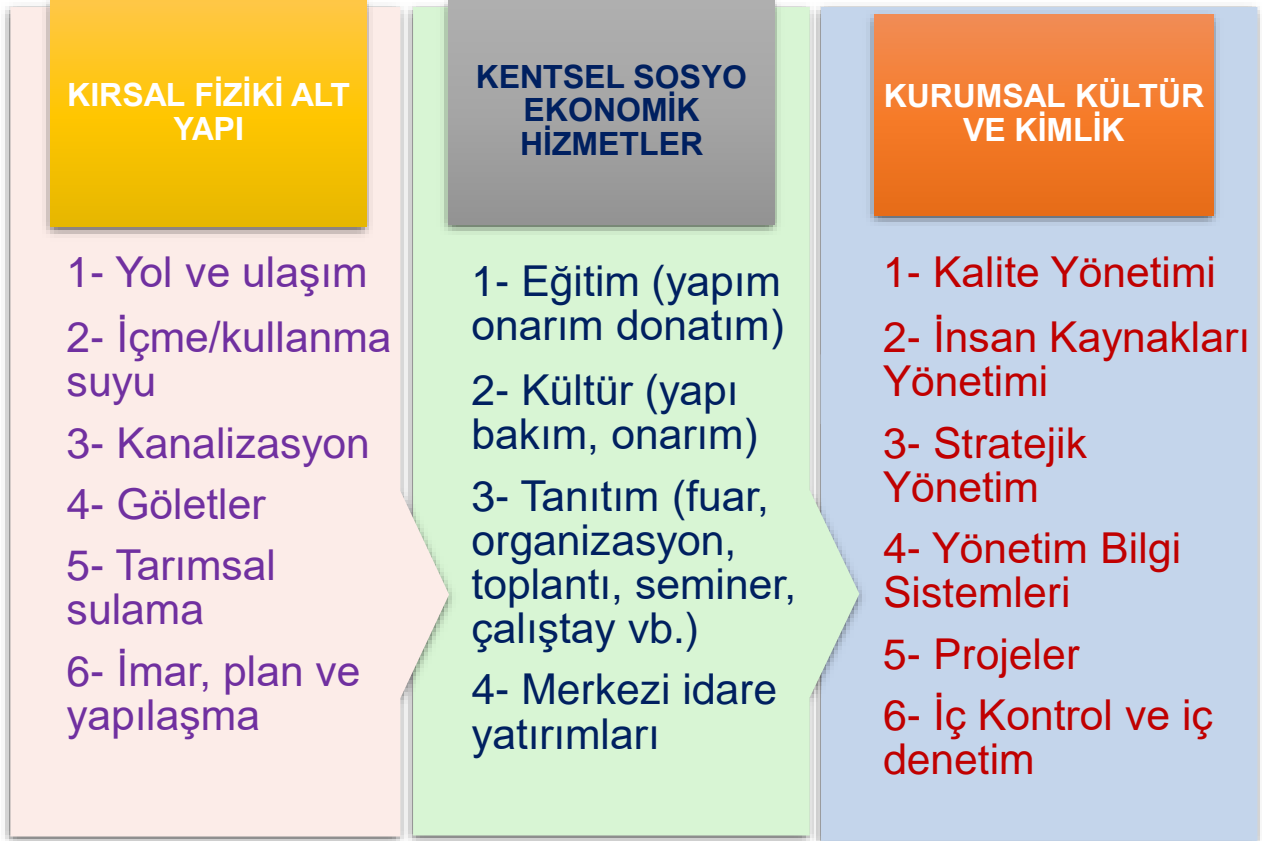 KIRSAL FİZİKİ ALT
YAPI
1- Yol ve ulaşım
2- İçme/kullanma
suyu
3- Kanalizasyon
4- Göletler
5- Tarımsal
sulama
6- İmar, plan ve
yapılaşma
KENTSEL SOSYO
EKONOMİK
HİZMETLER
1- Eğitim (yapım
onarım donatım)
2- Kültür (yapı
bakım, onarım)
3- Tanıtım (fuar,
organizasyon,
toplantı, seminer,
çalıştay vb.)
4- Merkezi idare
yatırımları
KURUMSAL KÜLTÜR
VE KİMLİK
1- Kalite Yönetimi
2- İnsan Kaynakları
Yönetimi
3- Stratejik
Yönetim
4- Yönetim Bilgi
Sistemleri
5- Projeler
6- İç Kontrol ve iç
denetim